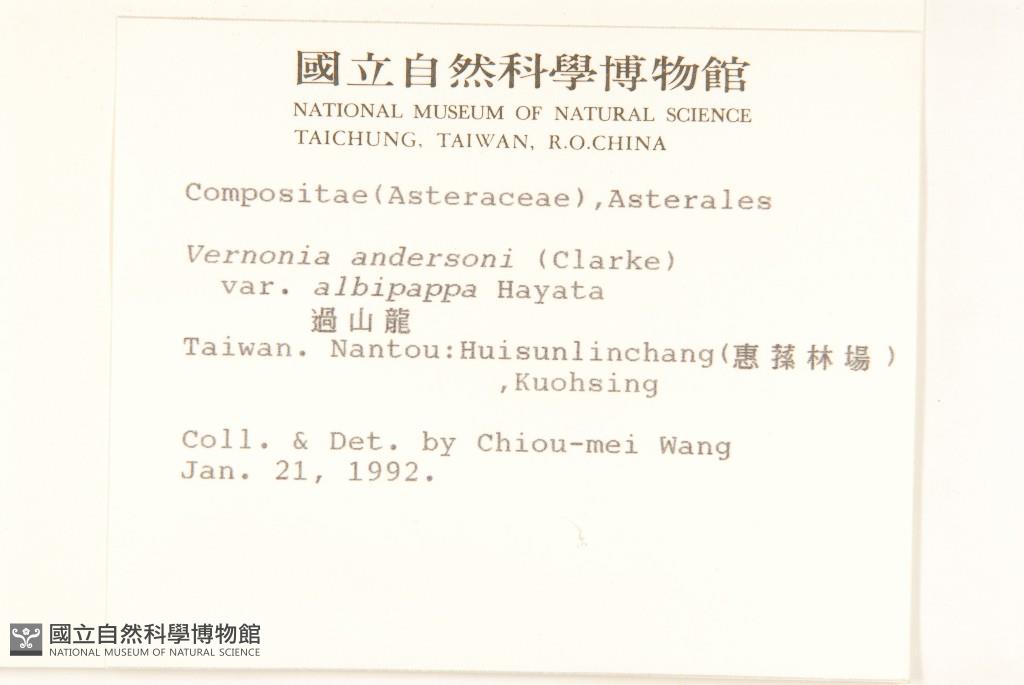 國立自然科學博物館
NATIONAL MUSEUM OF NATURAL SCIENCE
TAICHUNG, TAIWAN, R.O.CHINA
Compositae(Asteraceae),Asterales
Vernonia andersoni (Clarke)
var. albipappa Hayata
過山龍
Taiwan. Nantou:Huisunlinchang(惠蓀林場)
,Kuohsing
Coll. & Det. by Chiou-mei Wang
Jan. 21, 1992.
國立自然科學博物館
NATIONAL MUSEUM OF NATURAL SCIENCE